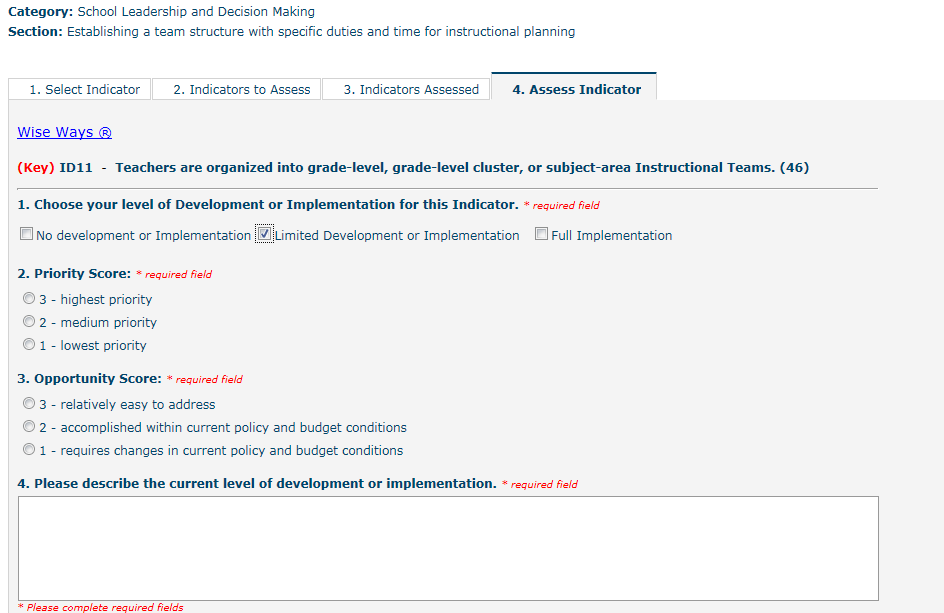 Category: School Leadership and Decision Making
Section: Establishing a team structure with specific duties and time for instructional planning
1. Select Indicator 2. Indicators to Assess 3. Indicators Assessed 4. Assess Indicator
Wise Ways ®
(Key) ID11 - Teachers are organized into grade-level, grade-level cluster, or subject-area Instructional Teams. (46)
1. Choose your level of Development or Implementation for this Indicator. * required field
No development or Implementation Limited Development or Implementation Full Implementation
2. Priority Score: * required field
3 - highest priority
2 - medium priority
1 - lowest priority
3. Opportunity Score: * required field
3 - relatively easy to address
2 - accomplished within current policy and budget conditions
1 - requires changes in current policy and budget conditions
4. Please describe the current level of development or implementation. * required field
* Please complete required fields